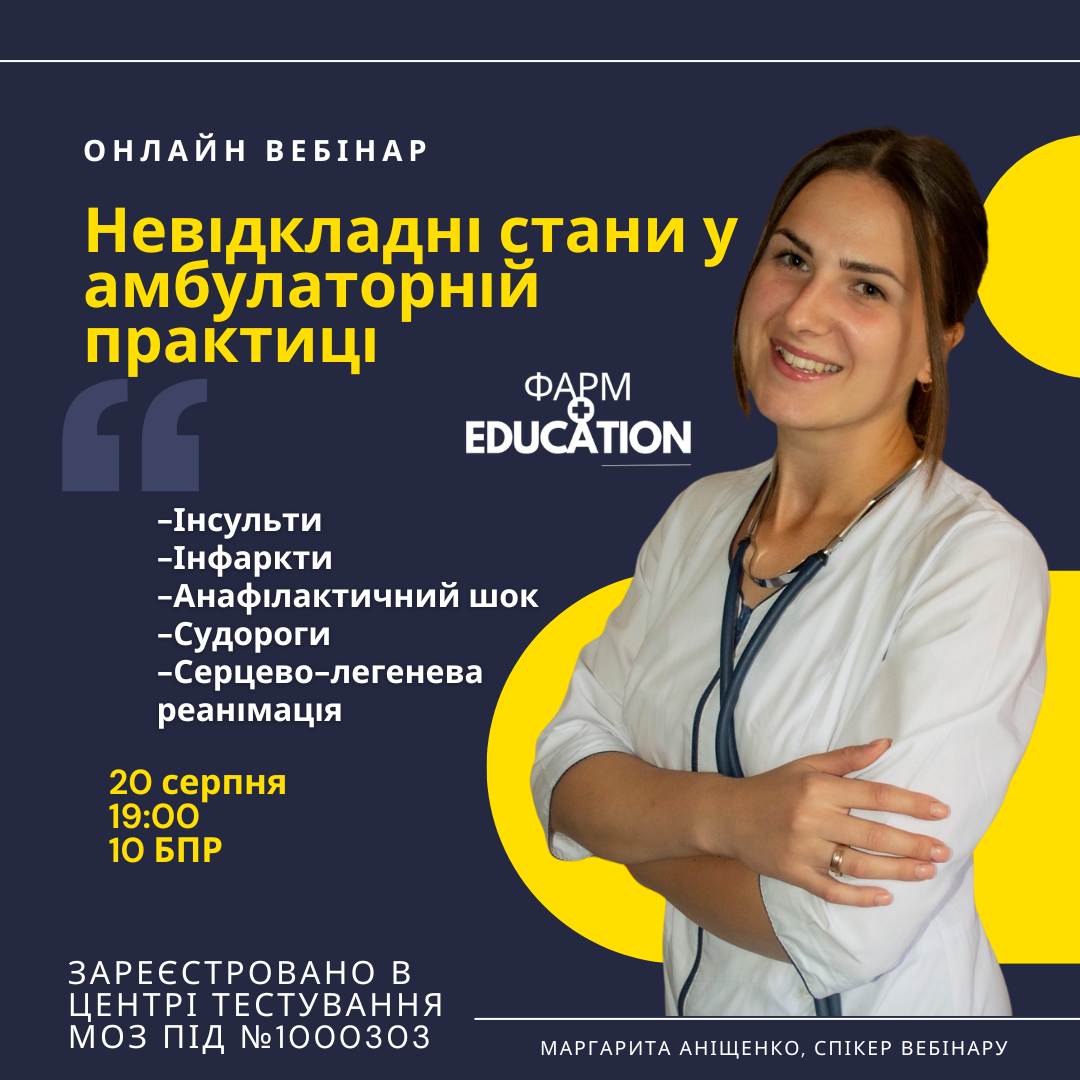 ОНЛАЙН ВЕБІНАР
Невідкладні стани у
амбулаторній
практиці
ФАРМ
EDUCATION
–Інсульти
–Інфаркти
–Анафілактичний шок
–Судороги
–Серцево–легенева
реанімація
20 серпня
19:00
10 БПР
ЗАРЕЄСТРОВАНО В
ЦЕНТРІ ТЕСТУВАННЯ
МОЗ ПІД №1000303
МАРГАРИТА АНІЩЕНКО, СПІКЕР ВЕБІНАРУ